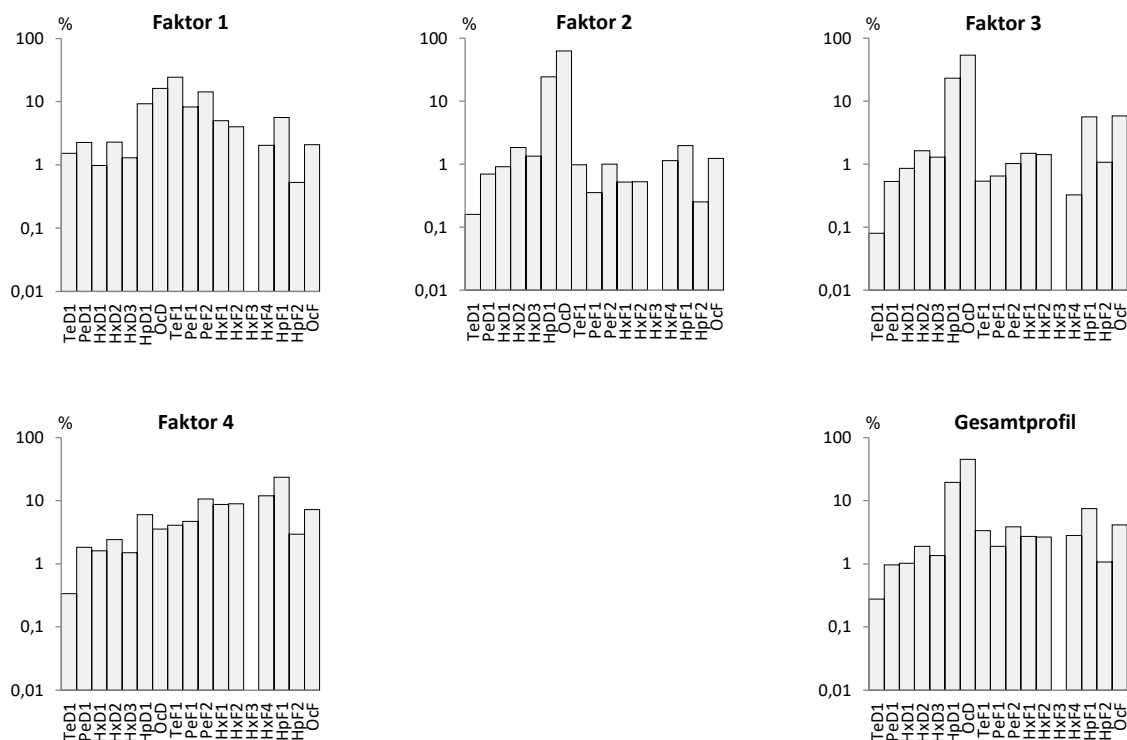 Faktor 1
%
100
10
1
0,1
0,01
TeD1
PeD1
HxD1
HxD2
HxD3
HpD1
OcD
TeF1
PeF1
PeF2
HxF1
HxF2
HxF3
HxF4
HpF1
HpF2
OcF
Faktor 2
%
100
10
1
0,1
0,01
TeD1
PeD1
HxD1
HxD2
HxD3
HpD1
OcD
TeF1
PeF1
PeF2
HxF1
HxF2
HxF3
HxF4
HpF1
HpF2
OcF
Faktor 3
%
100
10
1
0,1
0,01
TeD1
PeD1
HxD1
HxD2
HxD3
HpD1
OcD
TeF1
PeF1
PeF2
HxF1
HxF2
HxF3
HxF4
HpF1
HpF2
OcF
Faktor 4
%
100
10
1
0,1
0,01
TeD1
PeD1
HxD1
HxD2
HxD3
HpD1
OcD
TeF1
PeF1
PeF2
HxF1
HxF2
HxF3
HxF4
HpF1
HpF2
OcF
Gesamtprofil
%
100
10
1
0,1
0,01
TeD1
PeD1
HxD1
HxD2
HxD3
HpD1
OcD
TeF1
PeF1
PeF2
HxF1
HxF2
HxF3
HxF4
HpF1
HpF2
OcF